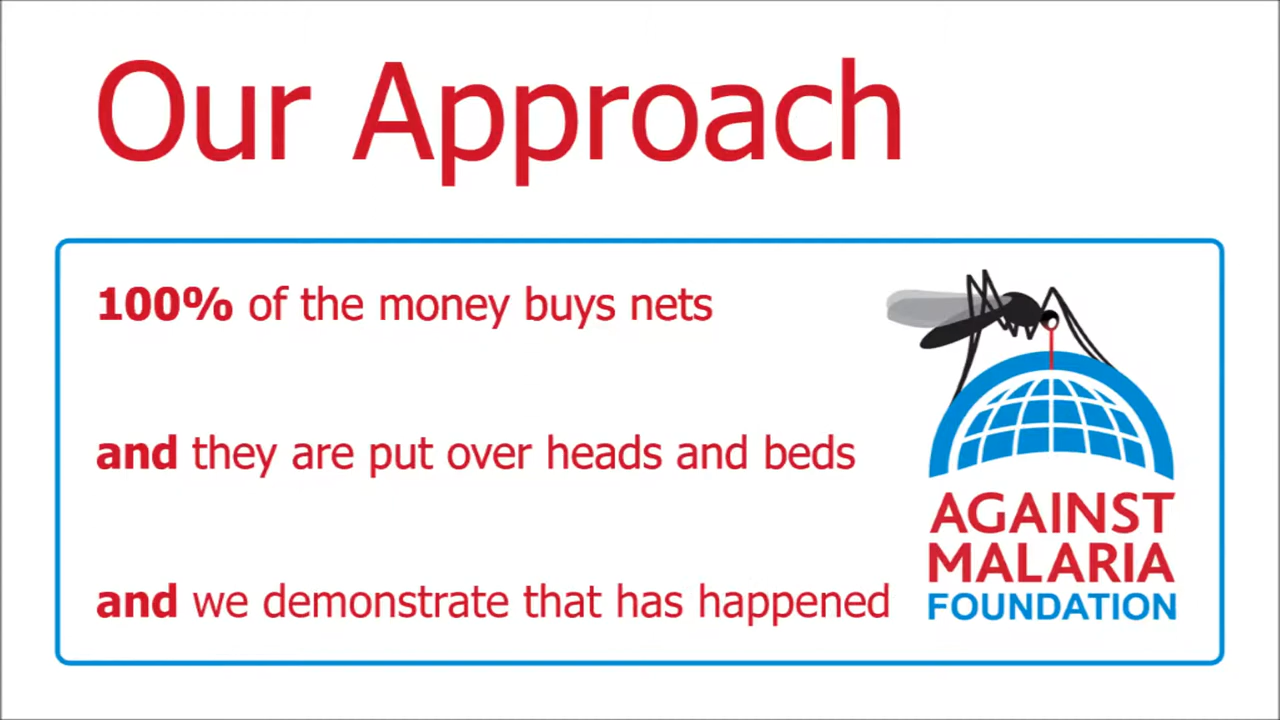 Our Approach
100% of the money buys nets
and they are put over heads and beds
and we demonstrate that has happened
AGAINST
MALARIA
FOUNDATION